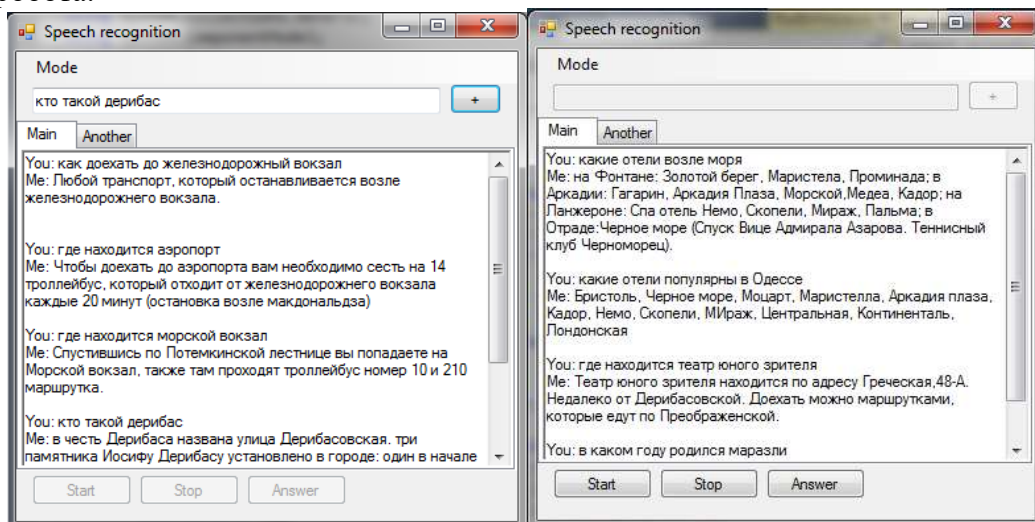 Speech recognition
Mode
кто такой дерибас
+
Main Another
You: как доехать до железнодорожный вокзал
Me: Любой транспорт, который останавливается возле
железнодорожнего вокзала.
You: где находится аэропорт
Me: Чтобы доехать до аэропорта вам необходимо сесть на 14
троллейбус, который отходит от железнодорожнего вокзала
каждые 20 минут (остановка возле макдональдза)
You: где находится морской вокзал
Me: Спустившись по Потемкинской лестнице вы попадаете на
Морской вокзал, также там проходят троллейбус номер 10 и 210
маршрутка.
You: кто такой дерибас
Me: в честь Дерибаса названа улица Дерибасовская. три
памятника Иосифу Дерибасу установлено в городе: один в начале
Start Stop Answer
Speech recognition
Mode
+
Main Another
You: какие отели возле моря
Me: на Фонтане: Золотой берег, Маристела, Проминада; в
Аркадии: Гагарин, Аркадия Плаза, Морской,Медеа, Кадор; на
Ланжероне: Спа отель Немо, Скопели, Мираж, Пальма; в
Отраде:Черное море (Спуск Вице Адмирала Азарова. Теннисный
клуб Черноморец).
You: какие отели популярны в Одессе
Me: Бристоль, Черное море, Моцарт, Маристелла, Аркадия плаза,
Кадор, Немо, Скопели, МИраж, Центральная, Континенталь,
Лондонская
You: где находится театр юного зрителя
Me: Театр юного зрителя находится по адресу Греческая,48-А.
Недалеко от Дерибасовской. Доехать можно маршрутками,
которые едут по Преображенской.
You: в каком году родился маразли
Start Stop Answer